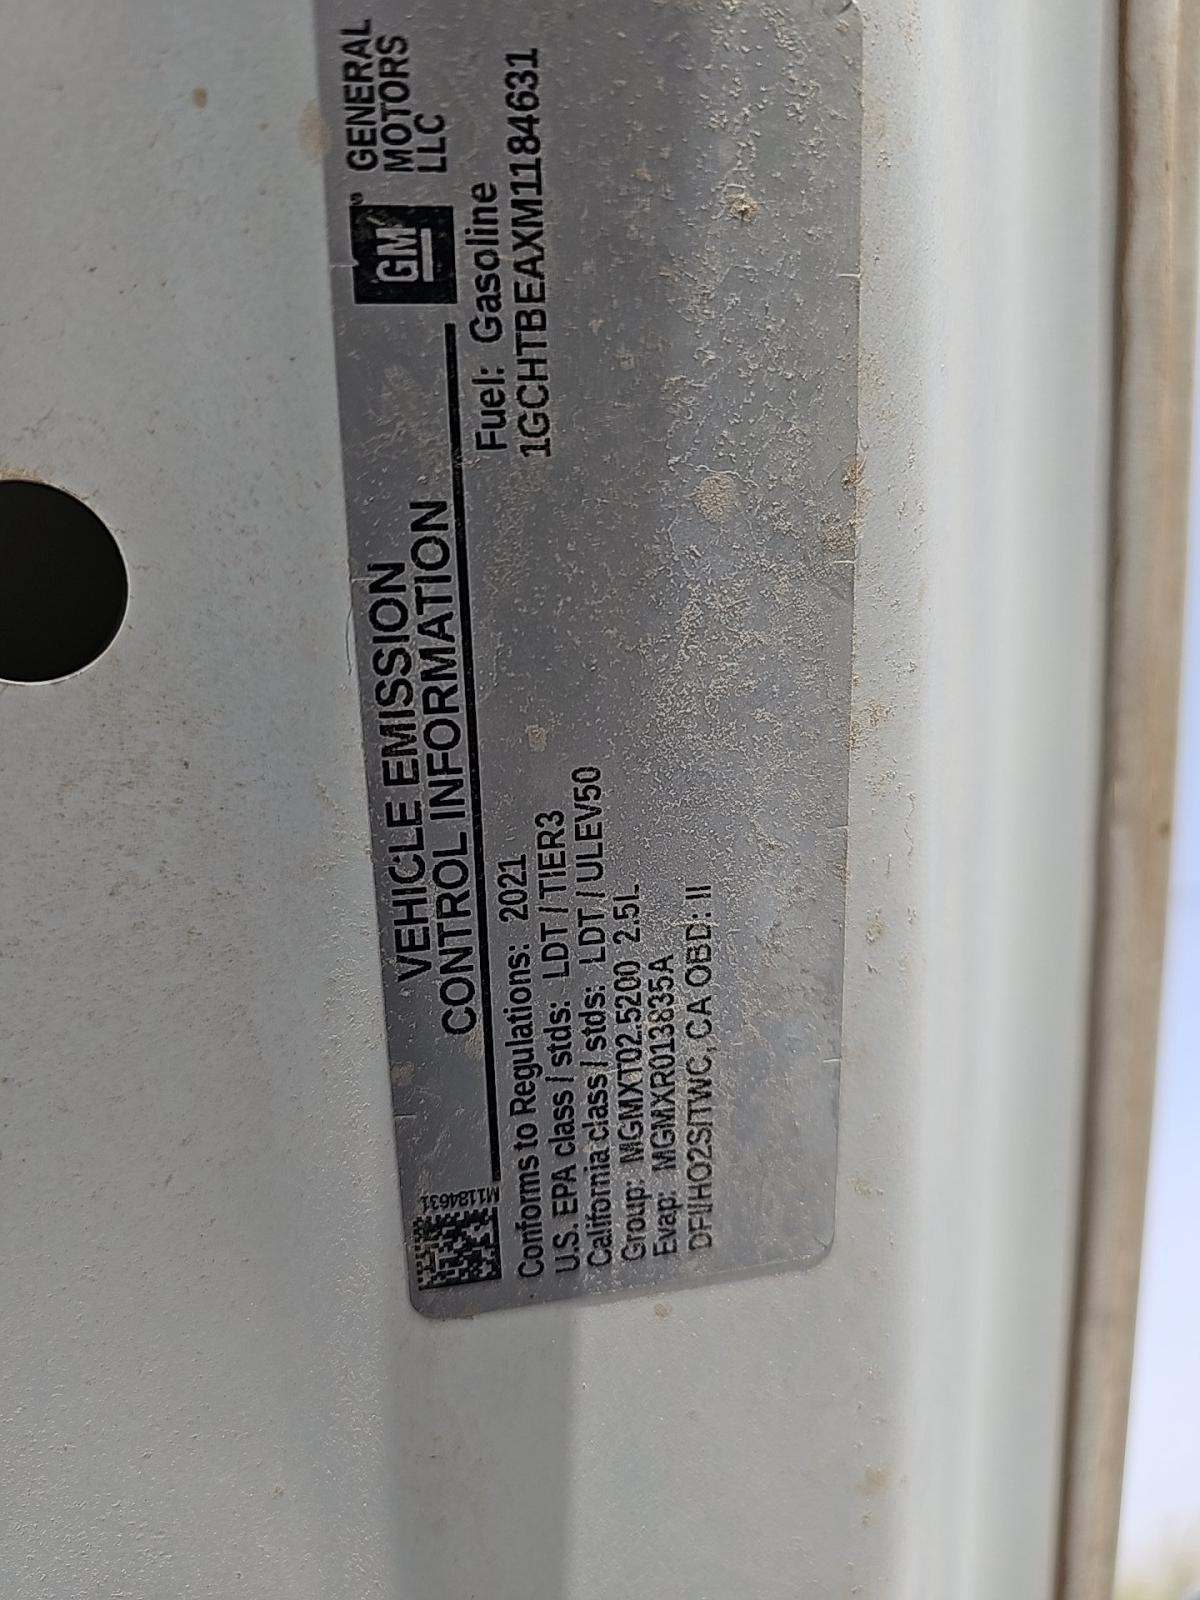 VEHICLE EMISSION
CONTROL INFORMATION
GM
GENERAL
MOTORS
LLC
M1184631
Fuel: Gasoline
1GCHTBEAXM1184631
Conforms to Regulations: 2021
U.S. EPA class / stds: LDT / TIER3
California class / stds: LDT / ULEV50
Group: MGMXT02.5200 2.5L
Evap: MGMXR013835A
DFI/HO2S/TWC, CA OBD: II